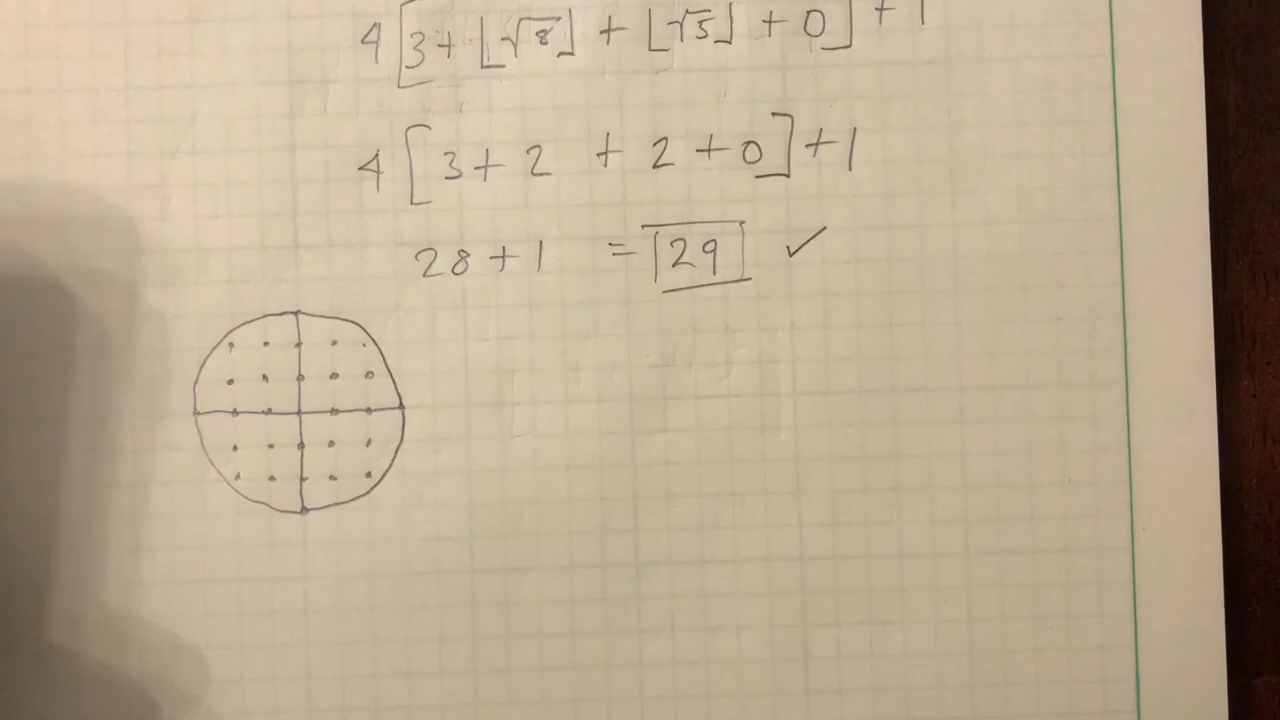 4[3+⌊√8⌋ + ⌊√5⌋ + 0] + 1
4[3+2 + 2+0]+1
28+1 = 29 ✓